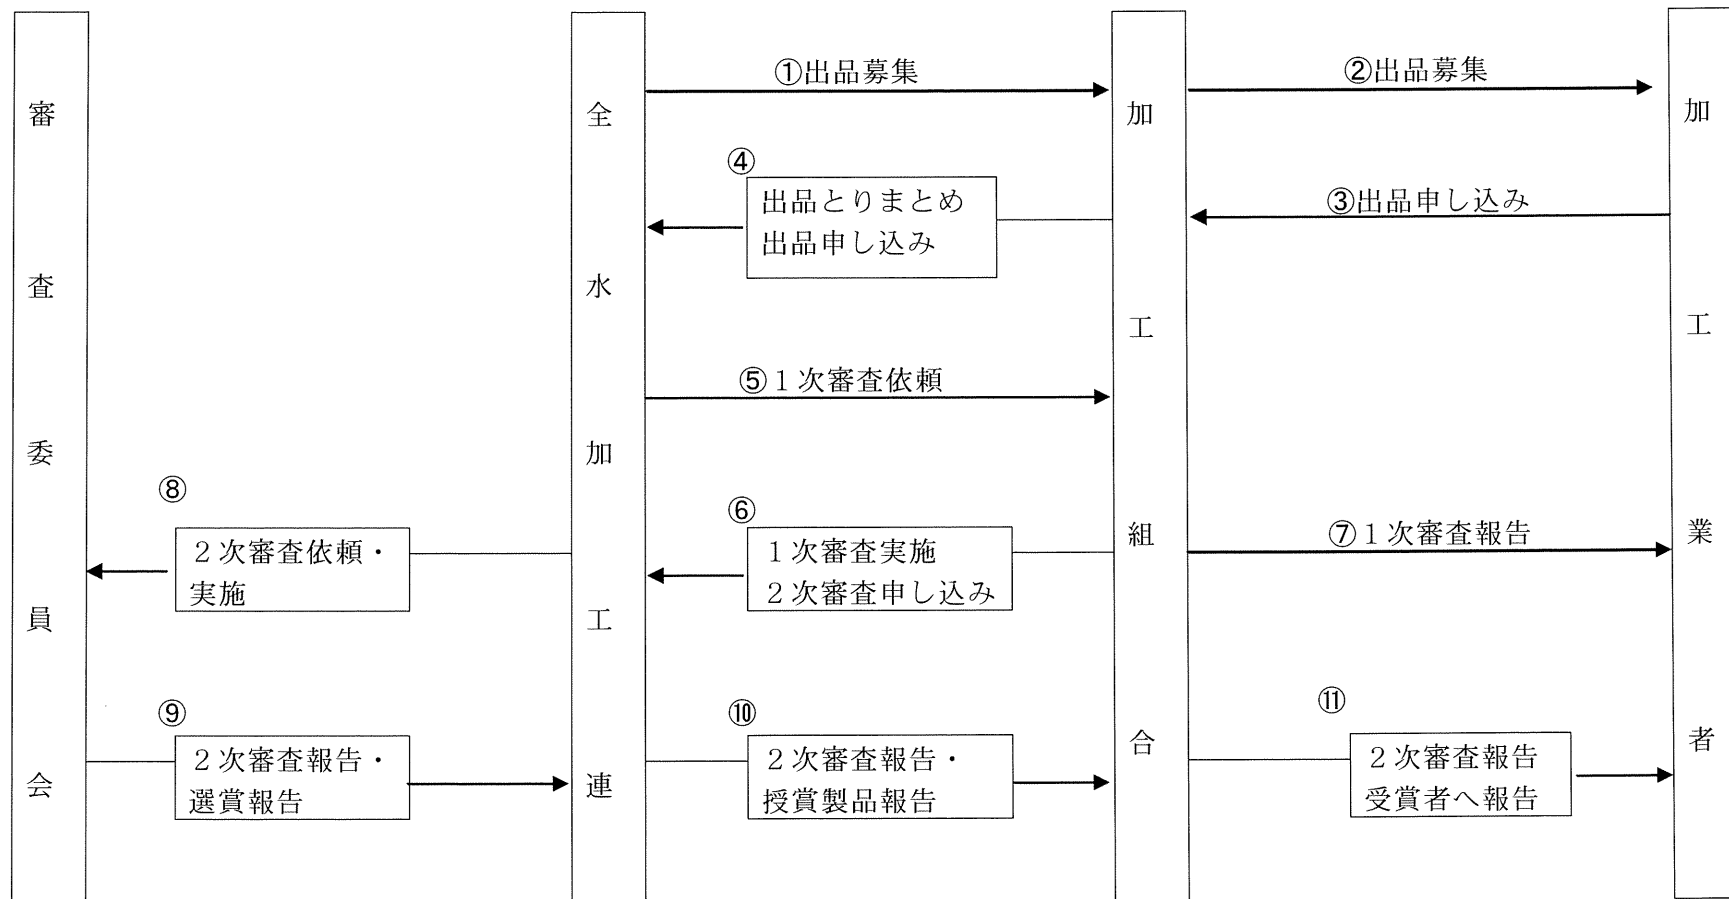 審査委員会
全水加工連
加工組合
加工業者
①出品募集
②出品募集
③出品申し込み
④
出品とりまとめ
出品申し込み
⑤１次審査依頼
⑥
１次審査実施
２次審査申し込み
⑦１次審査報告
⑧
２次審査依頼・
実施
⑨
２次審査報告・
選賞報告
⑩
２次審査報告・
授賞製品報告
⑪
２次審査報告
受賞者へ報告